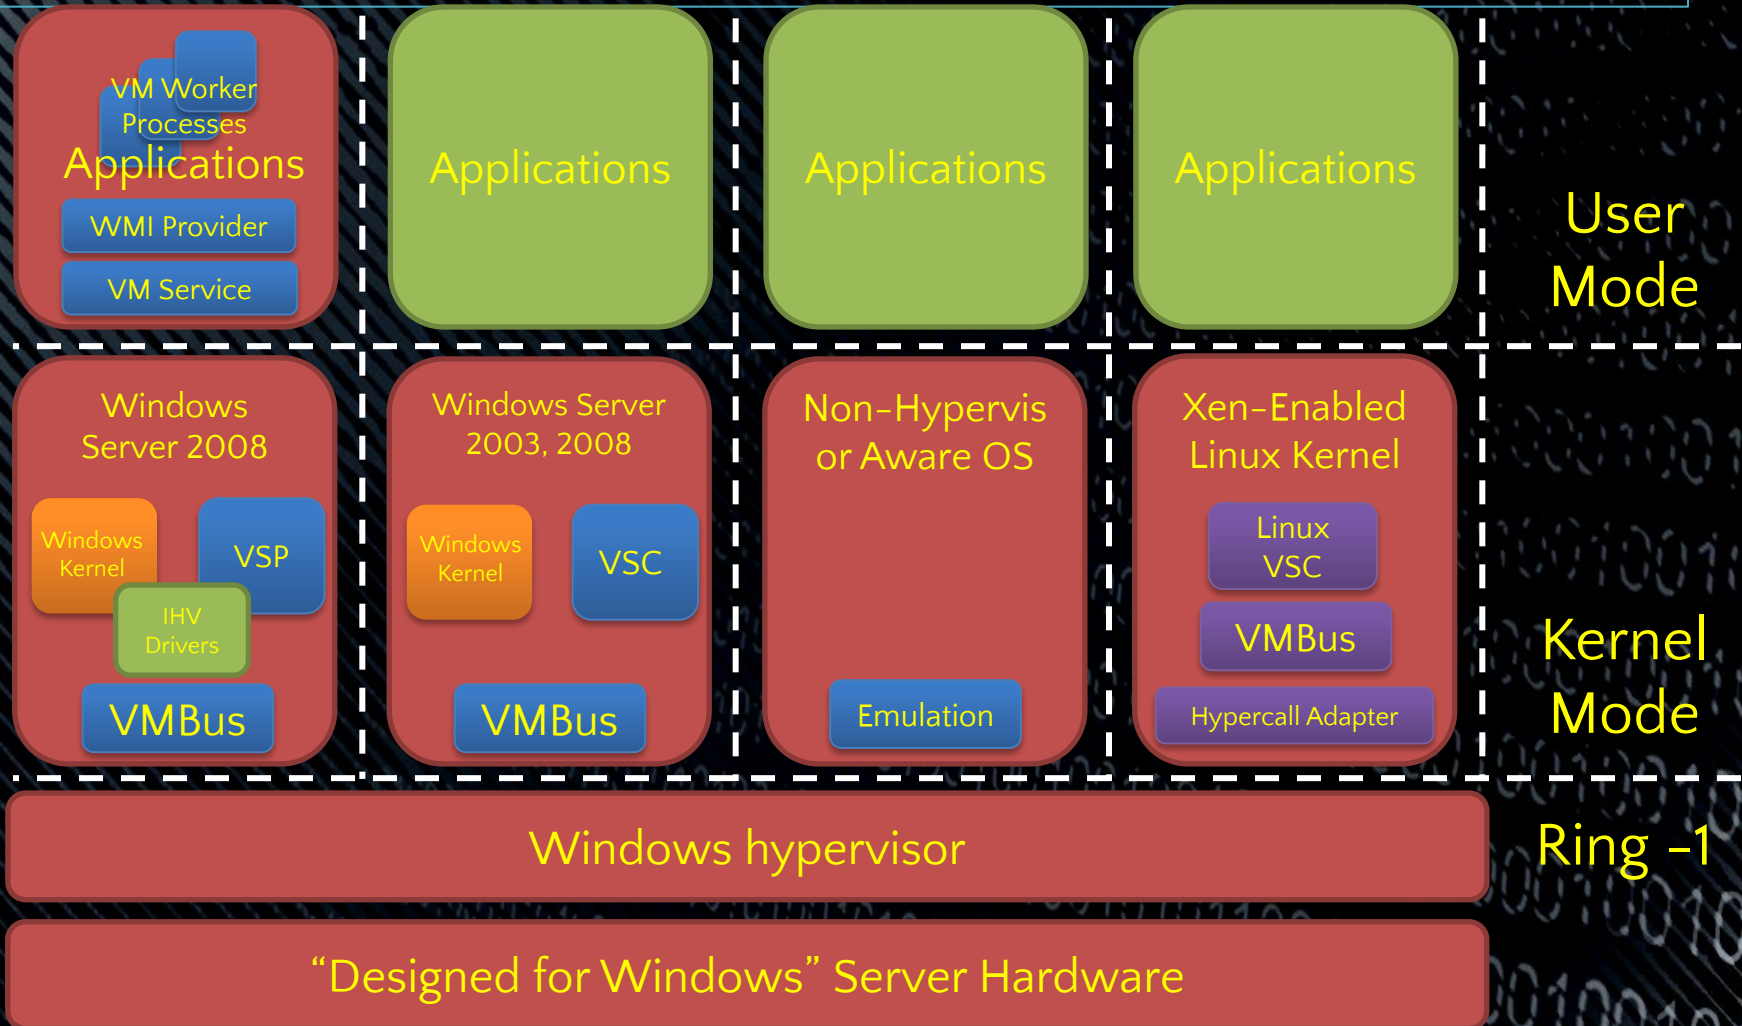 VM Worker
Processes
Applications
WMI Provider
VM Service
Applications
Applications
Applications
User
Mode
Windows
Server 2008
Windows
Kernel
VSP
IHV
Drivers
VMBus
Windows Server
2003, 2008
Windows
Kernel
VSC
VMBus
Non-Hypervis
or Aware OS
Emulation
Xen-Enabled
Linux Kernel
Linux
VSC
VMBus
Hypercall Adapter
Kernel
Mode
Windows hypervisor
Ring -1
“Designed for Windows” Server Hardware